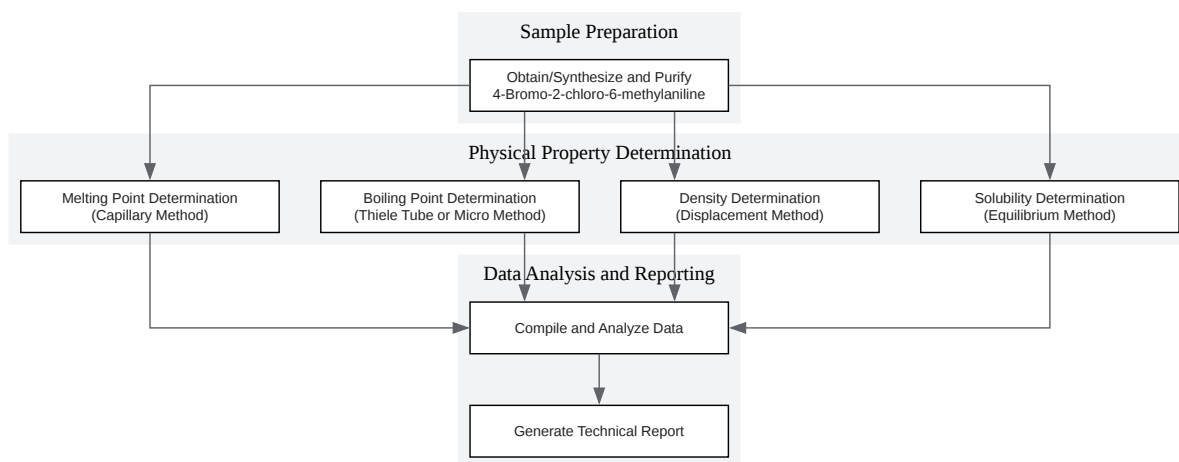 Sample Preparation
Obtain/Synthesize and Purify
4-Bromo-2-chloro-6-methylaniline
Physical Property Determination
Melting Point Determination
(Capillary Method)
Boiling Point Determination
(Thiele Tube or Micro Method)
Density Determination
(Displacement Method)
Solubility Determination
(Equilibrium Method)
Data Analysis and Reporting
Compile and Analyze Data
Generate Technical Report